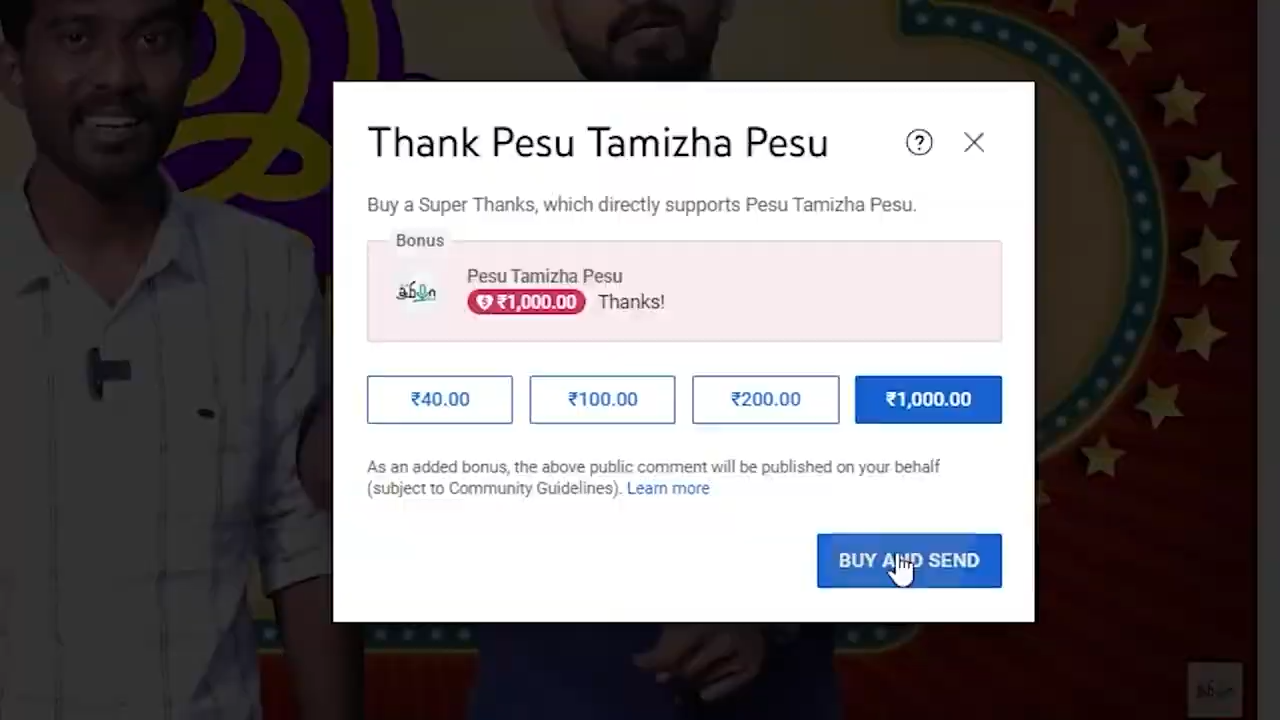 Thank Pesu Tamizha Pesu
Buy a Super Thanks, which directly supports Pesu Tamizha Pesu.
Bonus
Pesu Tamizha Pesu
₹1,000.00 Thanks!
₹40.00 ₹100.00 ₹200.00 ₹1,000.00
As an added bonus, the above public comment will be published on your behalf
(subject to Community Guidelines). Learn more
BUY AND SEND